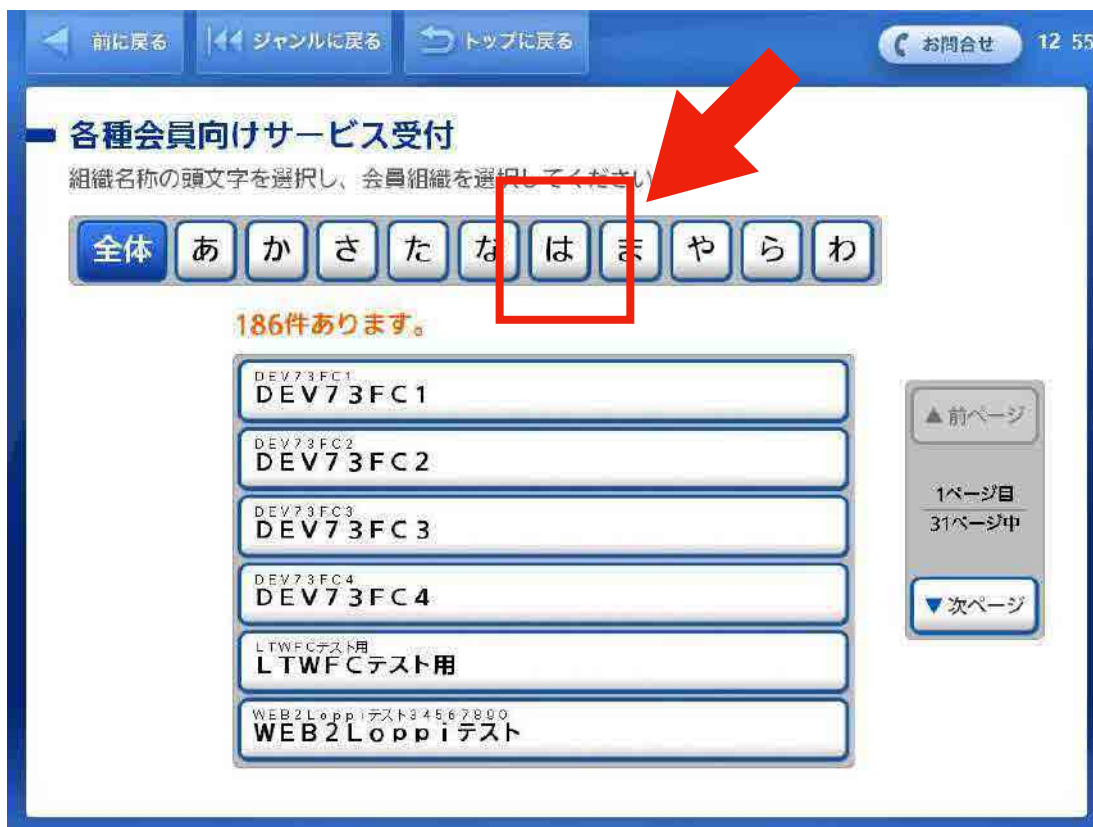 前に戻る ジャンルに戻る トップに戻る お問合せ 12 55
各種会員向けサービス受付
組織名称の頭文字を選択し、会員組織を選択してください
全体 あ か さ た な は ま や ら わ
186件あります。
DEV73FC1
DEV73FC1
DEV73FC2
DEV73FC2
DEV73FC3
DEV73FC3
DEV73FC4
DEV73FC4
LTWFCテスト用
LTWFCテスト用
WEB2Loppiテスト34567890
WEB2Loppiテスト
▲前ページ
1ページ目
31ページ中
▼次ページ